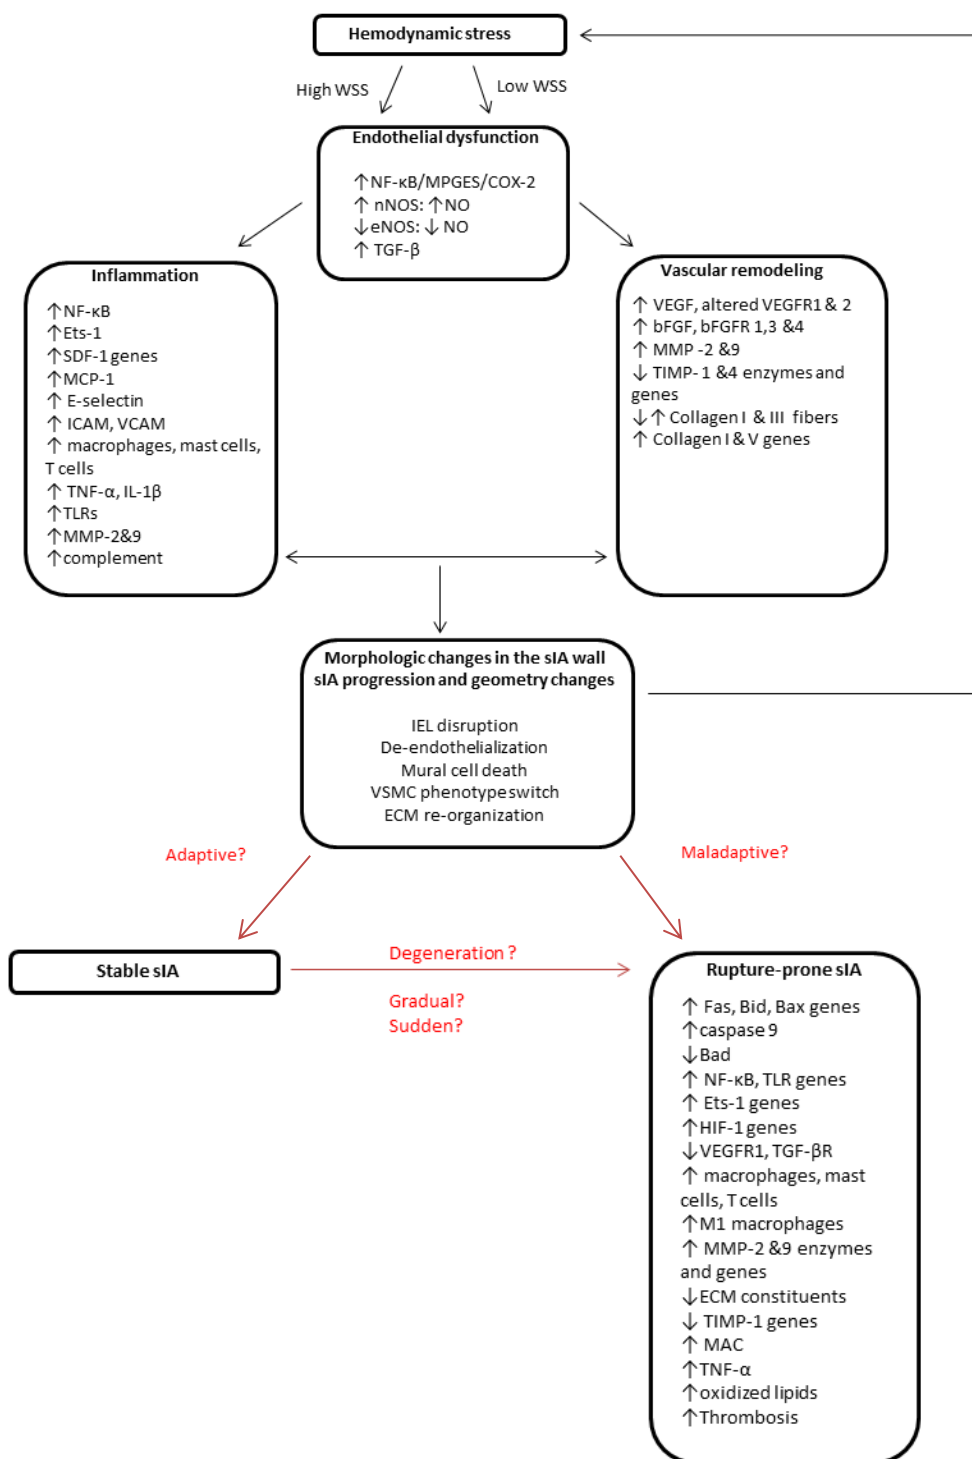 Hemodynamic stress
High WSS
Low WSS
Endothelial dysfunction
↑NF-κB/MPGES/COX-2
↑ nNOS: ↑NO
↓eNOS: ↓ NO
↑ TGF-β
Inflammation
↑NF-κB
↑Ets-1
↑SDF-1 genes
↑MCP-1
↑ E-selectin
↑ ICAM, VCAM
↑ macrophages, mast cells,
T cells
↑ TNF-α, IL-1β
↑TLRs
↑MMP-2&9
↑complement
Vascular remodeling
↑ VEGF, altered VEGFR1 & 2
↑ bFGF, bFGFR 1,3 &4
↑ MMP -2 &9
↓ TIMP- 1 &4 enzymes and
genes
↓↑ Collagen I & III fibers
↑ Collagen I & V genes
Morphologic changes in the sIA wall
sIA progression and geometry changes
IEL disruption
De-endothelialization
Mural cell death
VSMC phenotype switch
ECM re-organization
Adaptive?
Maladaptive?
Stable sIA
Degeneration ?
Gradual?
Sudden?
Rupture-prone sIA
↑ Fas, Bid, Bax genes
↑caspase 9
↓Bad
↑ NF-κB, TLR genes
↑ Ets-1 genes
↑HIF-1 genes
↓VEGFR1, TGF-βR
↑ macrophages, mast
cells, T cells
↑M1 macrophages
↑ MMP-2 &9 enzymes
and genes
↓ECM constituents
↓ TIMP-1 genes
↑ MAC
↑TNF-α
↑oxidized lipids
↑Thrombosis